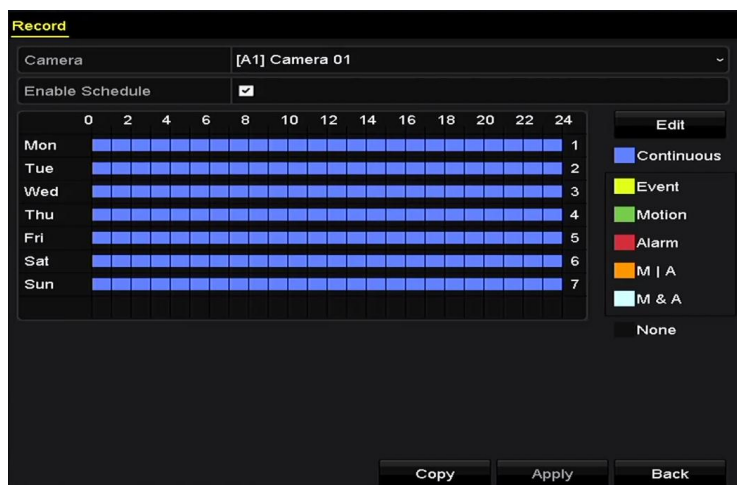 Record
Camera [A1] Camera 01
Enable Schedule
0 2 4 6 8 10 12 14 16 18 20 22 24
Edit
Mon 1
Continuous
Tue 2
Wed 3
Event
Thu 4
Motion
Fri 5
Alarm
Sat 6
M | A
Sun 7
M & A
None
Copy Apply Back